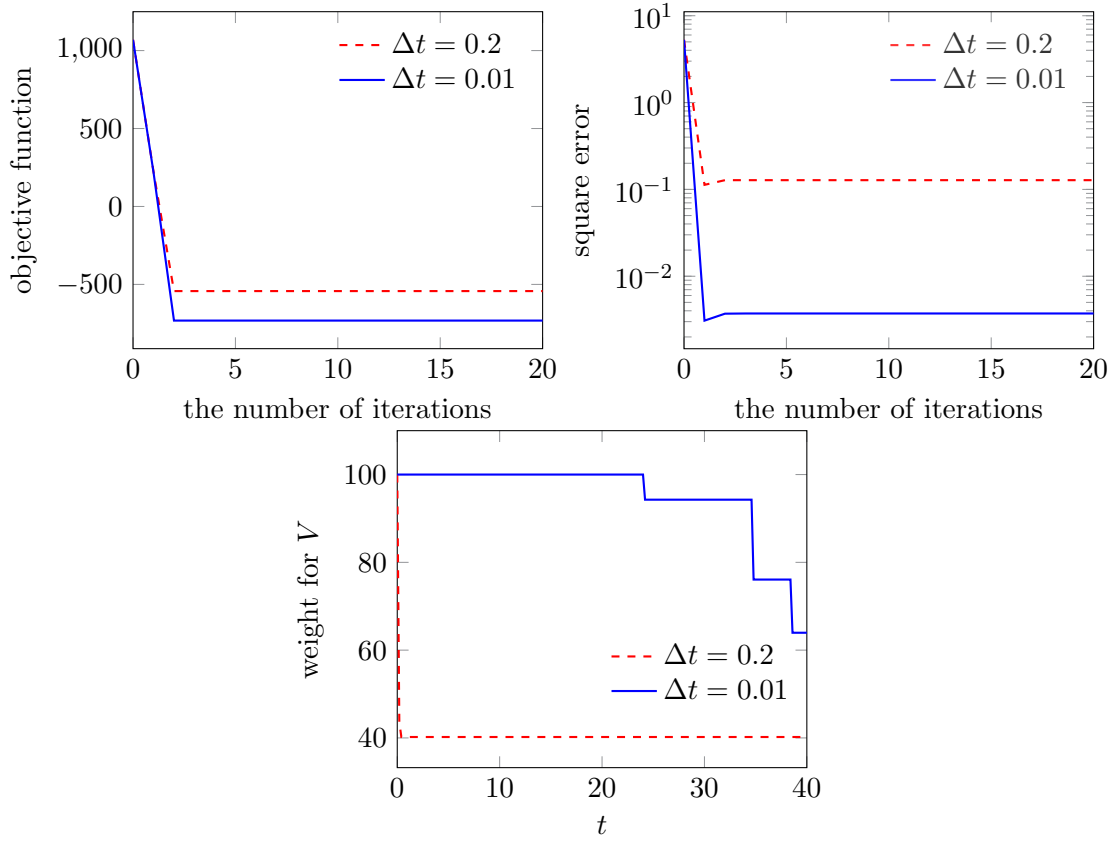 objective function
1,000
500
0
−500
0 5 10 15 20
the number of iterations
Δt = 0.2
Δt = 0.01
square error
10^1
10^0
10^−1
10^−2
0 5 10 15 20
the number of iterations
Δt = 0.2
Δt = 0.01
weight for V
100
80
60
40
0 10 20 30 40
t
Δt = 0.2
Δt = 0.01